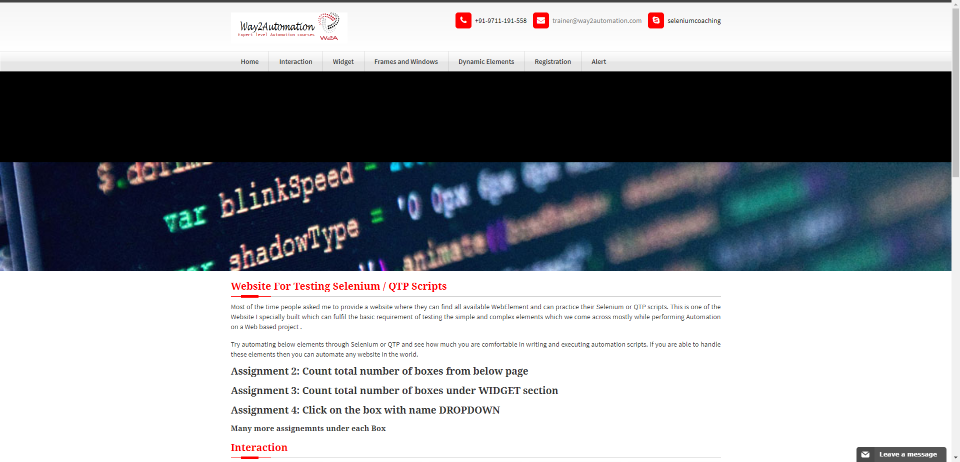 Way2Automation
Expert level Automation courses
W2A
+91-9711-191-558
trainer@way2automation.com
seleniumcoaching
Home
Interaction
Widget
Frames and Windows
Dynamic Elements
Registration
Alert
var blinkSpeed =
shadowType = '0 0px 0px 0px
animate(
Website For Testing Selenium / QTP Scripts
Most of the time people asked me to provide a website where they can find all available WebElement and can practice their Selenium or QTP scripts. This is one of the
Website I specially built which can fulfil the basic requirement of testing the simple and complex elements which we come across mostly while performing Automation
on a Web based project .
Try automating below elements through Selenium or QTP and see how much you are comfortable in writing and executing automation scripts. If you are able to handle
these elements then you can automate any website in the world.
Assignment 2: Count total number of boxes from below page
Assignment 3: Count total number of boxes under WIDGET section
Assignment 4: Click on the box with name DROPDOWN
Many more assignemnts under each Box
Interaction
Leave a message